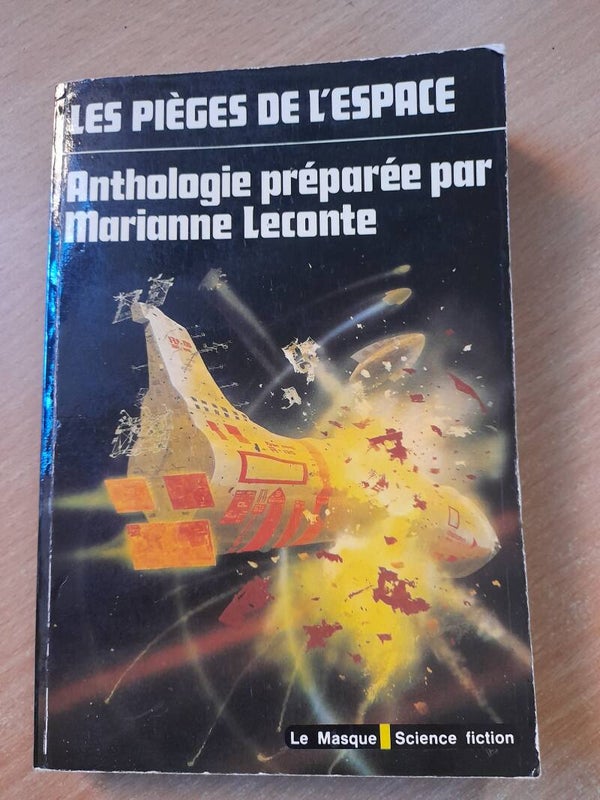 LES PIÈGES DE L'ESPACE
Anthologie préparée par
Marianne Leconte
Le Masque Science fiction